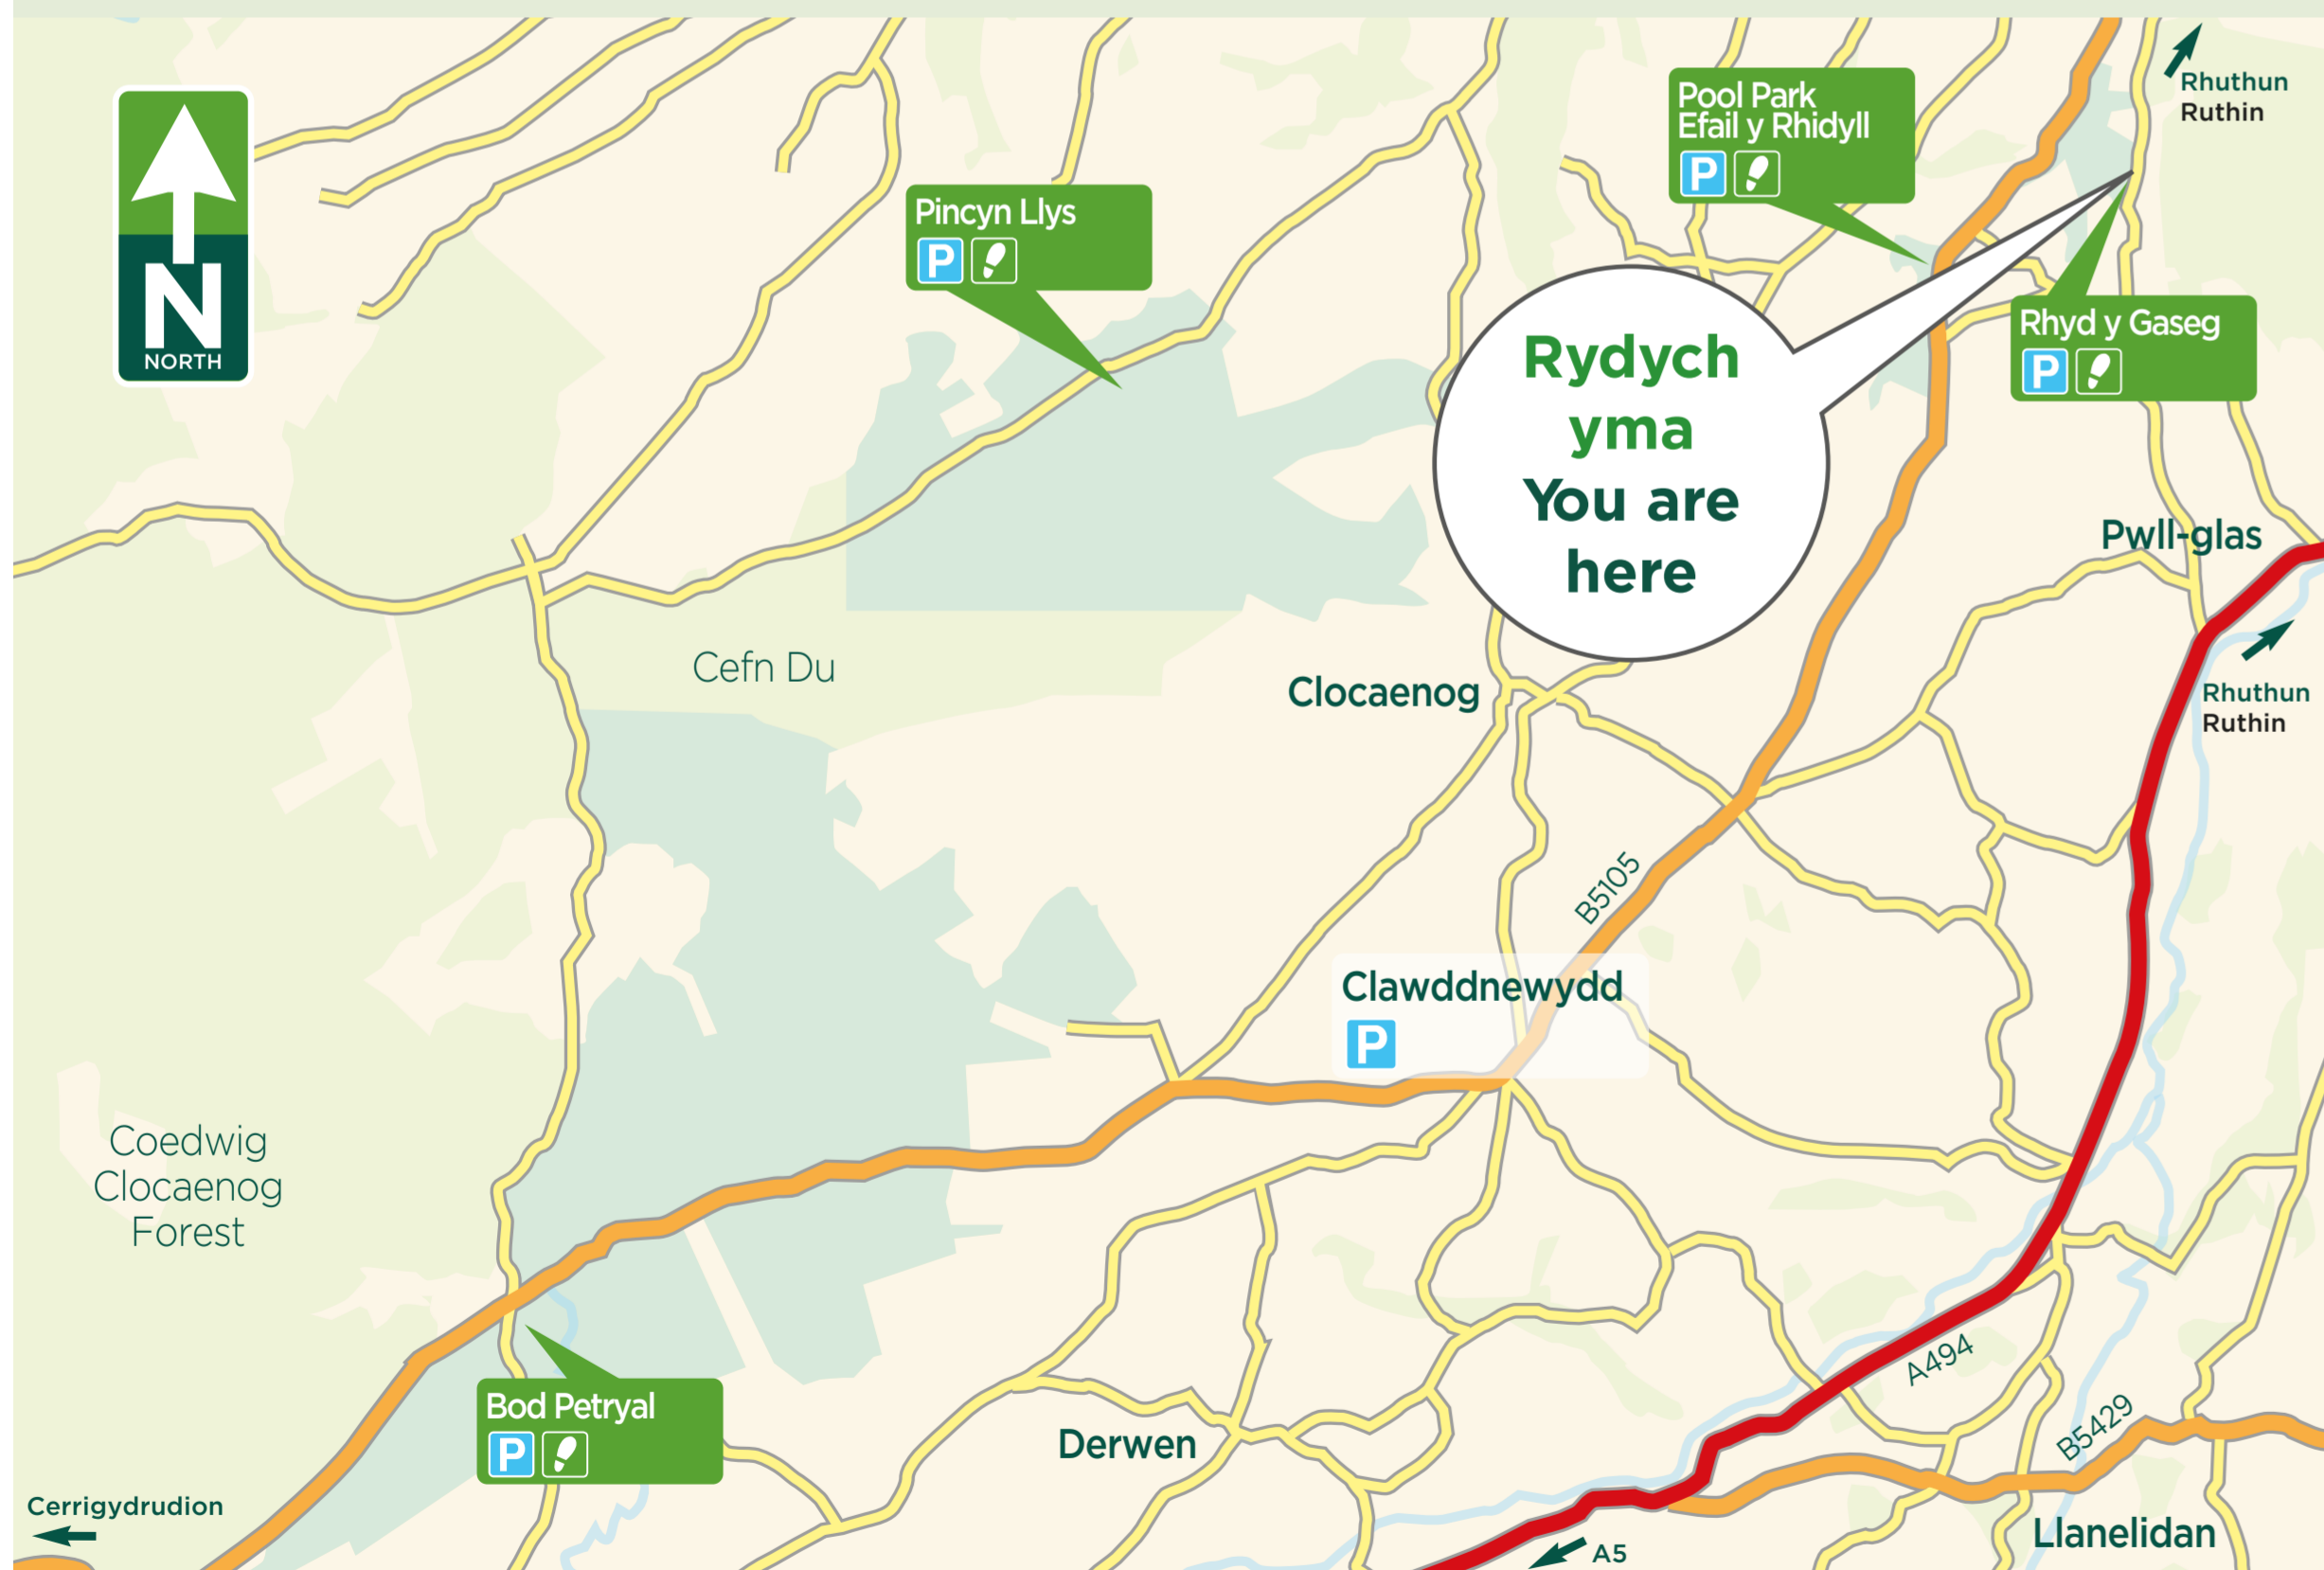 Rhuthun
Ruthin
Pool Park
Efail y Rhidyll
P
N
NORTH
Pincyn Llys
P
Rhyd y Gaseg
P
Rydych
yma
You are
here
Pwll-glas
Cefn Du
Clocaenog
Rhuthun
Ruthin
B5105
Clawddnewydd
P
Coedwig
Clocaenog
Forest
A494
Bod Petryal
P
B5429
Derwen
Cerrigydrudion
Llanelidan
A5